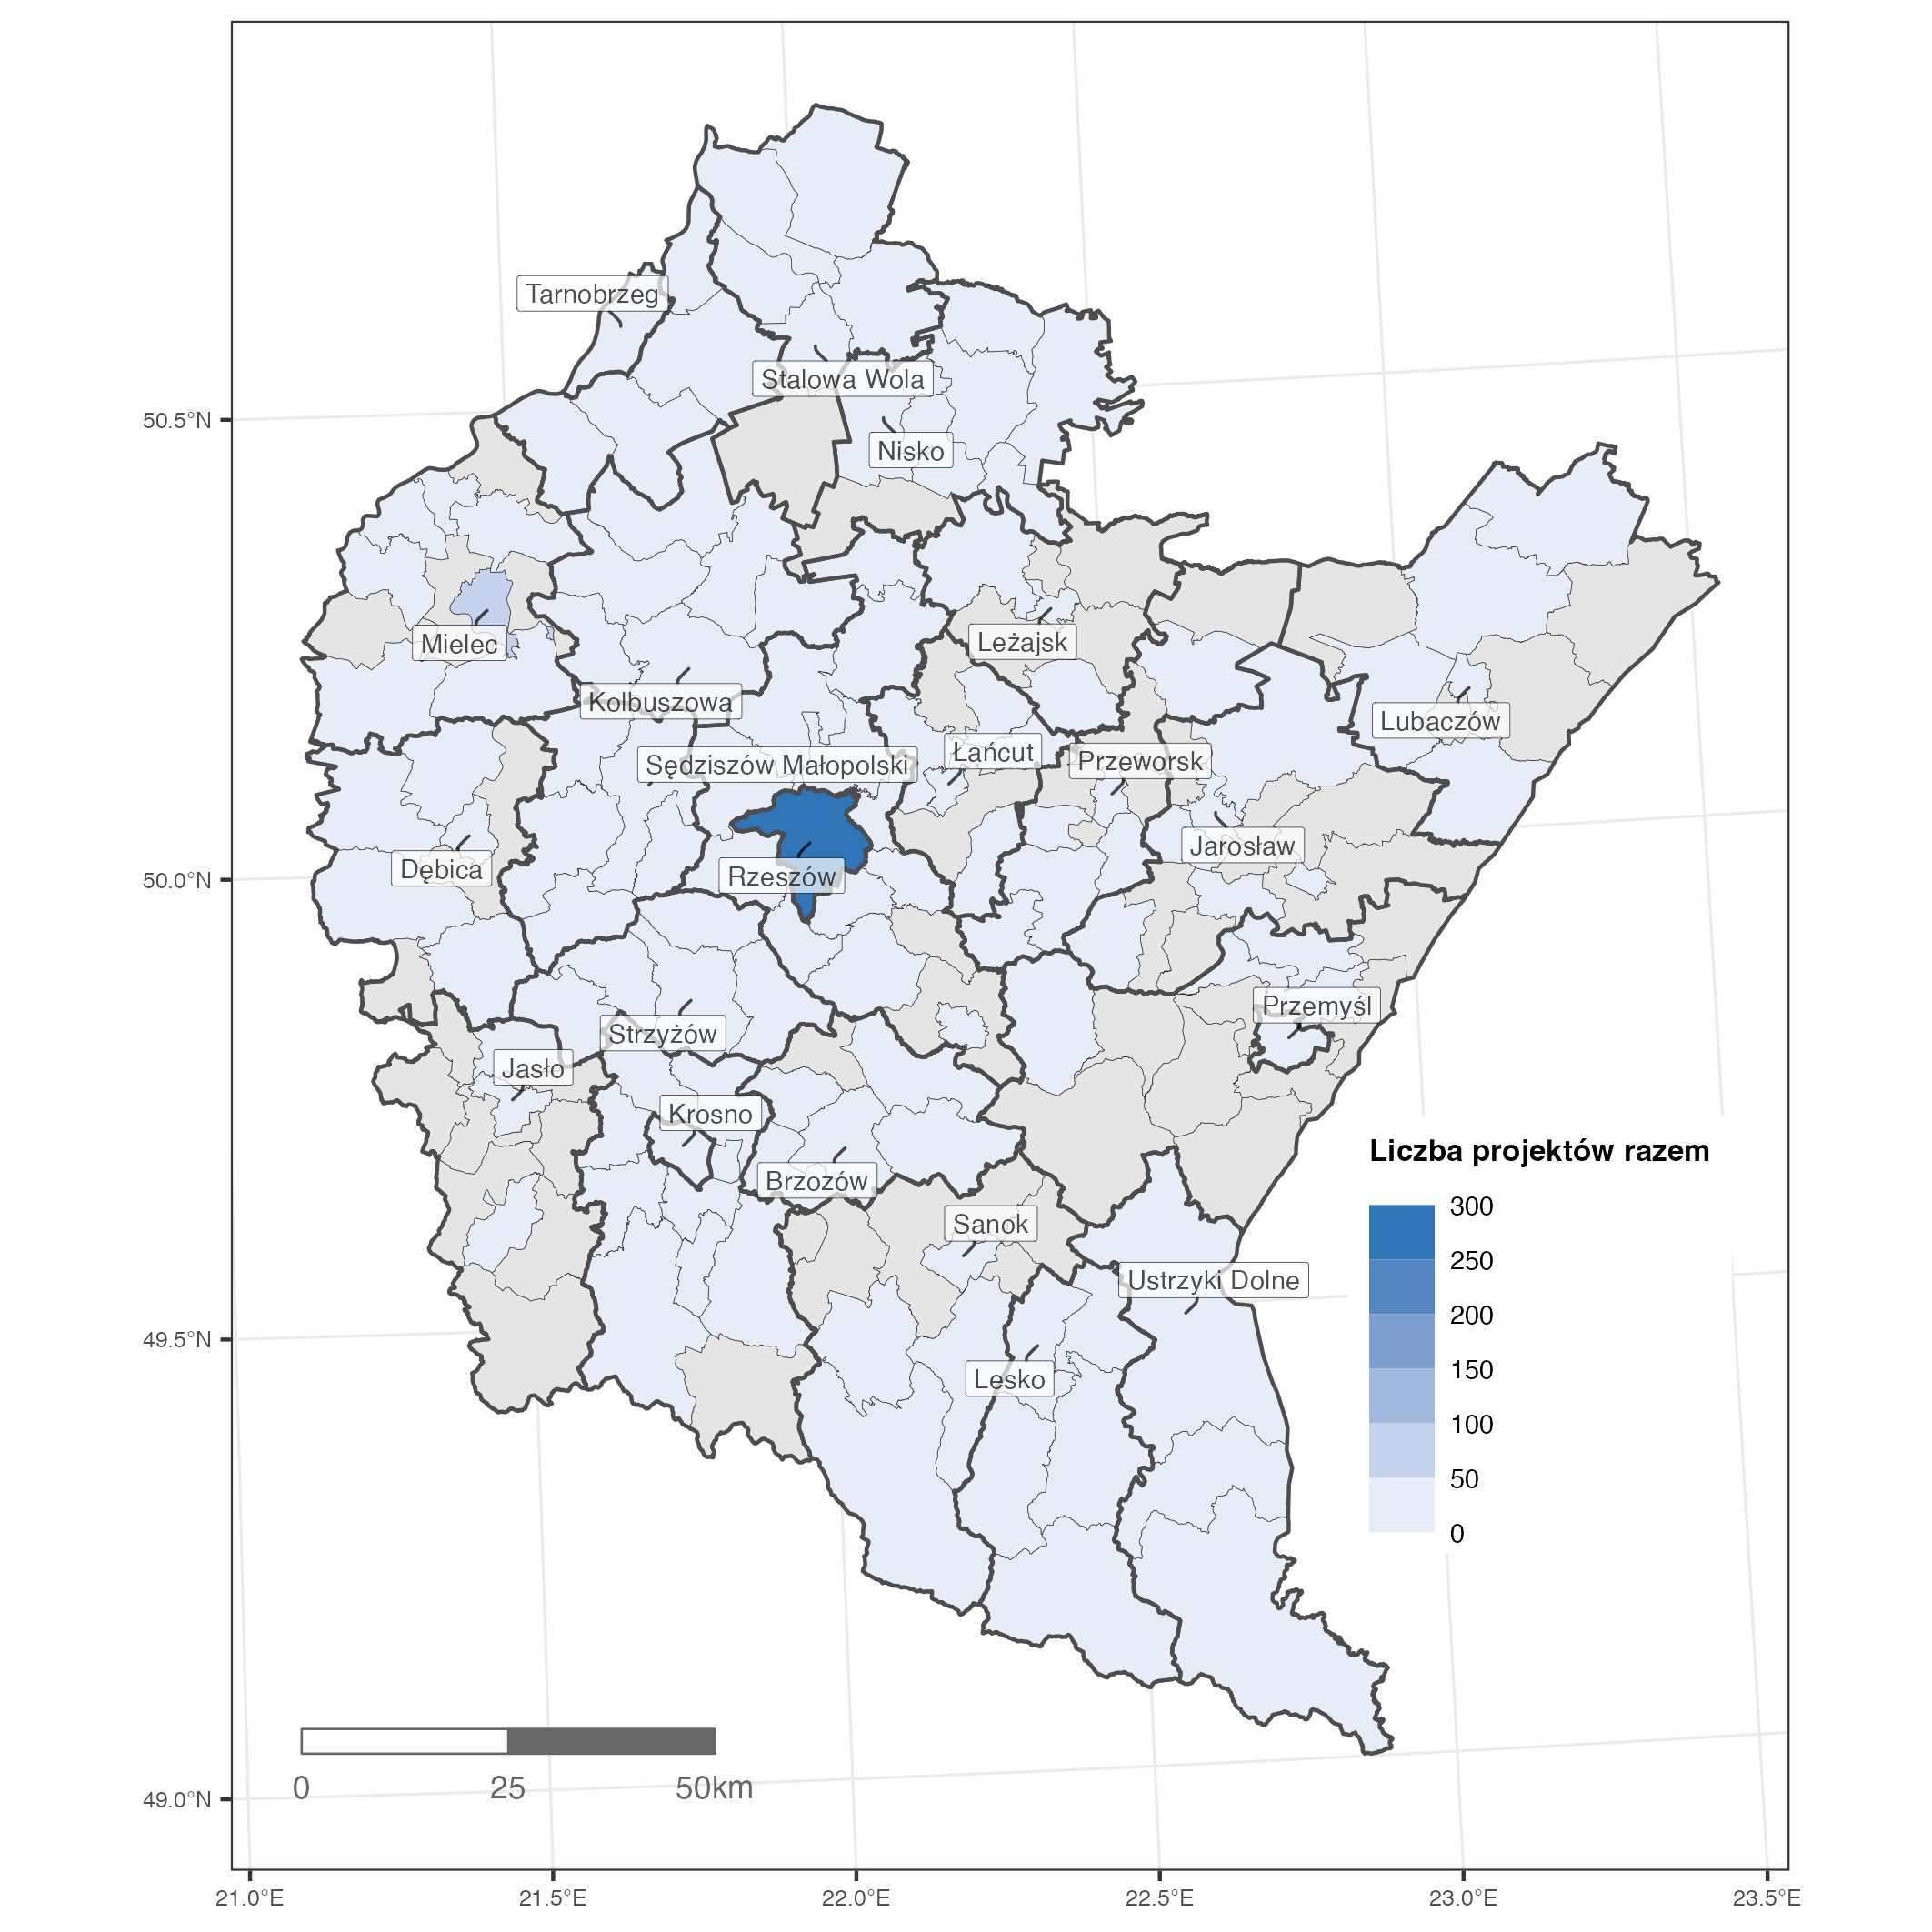 Tarnobrzeg
Stalowa Wola
50.5°N
Nisko
Mielec
Leżajsk
Kolbuszowa
Lubaczów
Sędziszów Małopolski
Łańcut
Przeworsk
Jarosław
Dębica
50.0°N
Rzeszów
Przemyśl
Strzyżów
Jasło
Krosno
Liczba projektów razem
Brzozów
300
Sanok
250
Ustrzyki Dolne
200
49.5°N
150
Lesko
100
50
0
0
25
50km
49.0°N
21.0°E
21.5°E
22.0°E
22.5°E
23.0°E
23.5°E